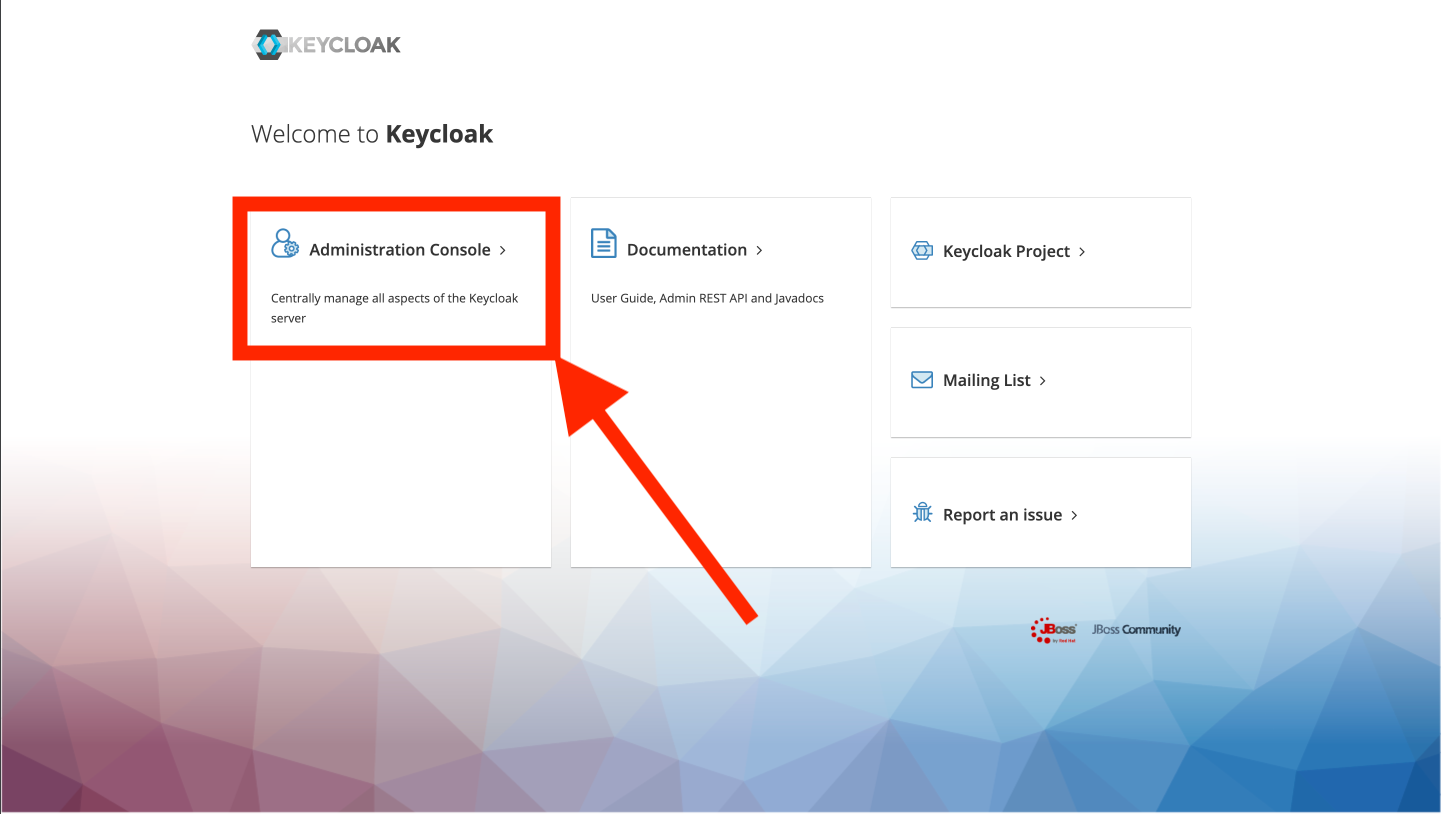 KEYCLOAK
Welcome to Keycloak
Administration Console
Centrally manage all aspects of the Keycloak
server
Documentation
User Guide, Admin REST API and Javadocs
Keycloak Project
Mailing List
Report an issue
JBoss by Red Hat
JBoss Community